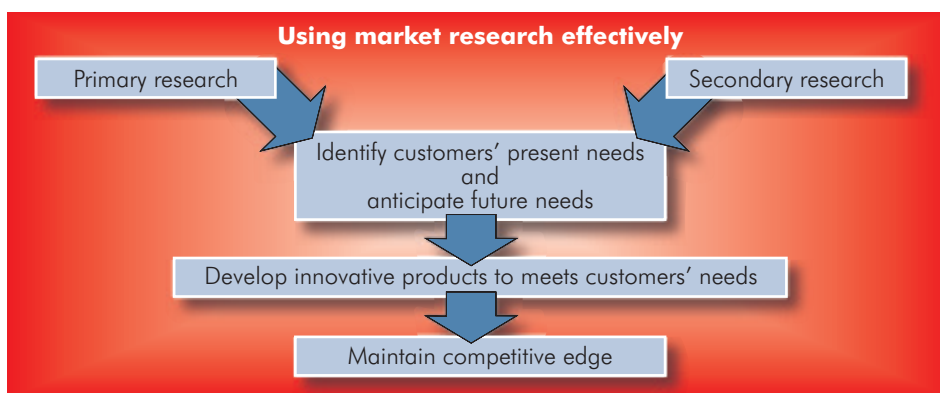 Using market research effectively
Primary research
Secondary research
Identify customers’ present needs
and
anticipate future needs
Develop innovative products to meets customers’ needs
Maintain competitive edge